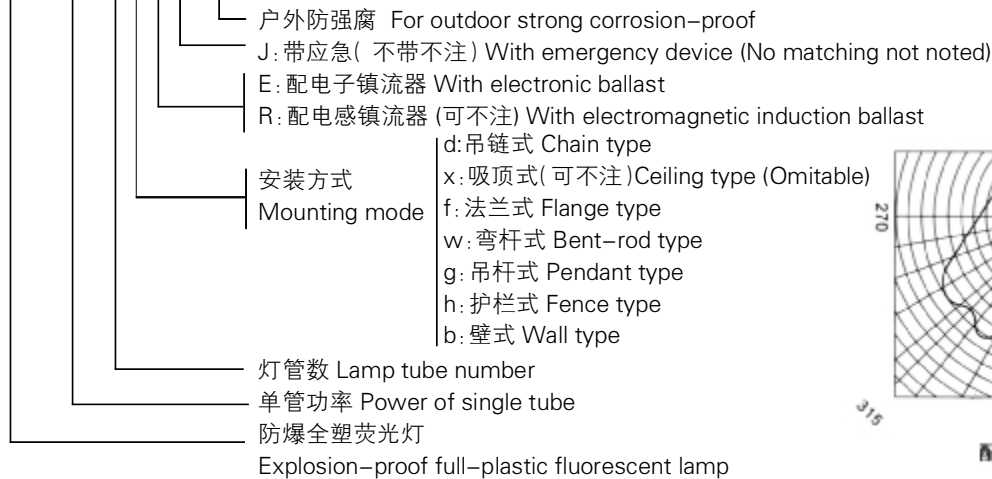 户外防强腐 For outdoor strong corrosion–proof
J:带应急( 不带不注) With emergency device (No matching not noted)
E:配电子镇流器 With electronic ballast
R:配电感镇流器 (可不注) With electromagnetic induction ballast
安装方式
Mounting mode
d:吊链式 Chain type
x:吸顶式(可不注)Ceiling type (Omitable)
f:法兰式 Flange type
w:弯杆式 Bent–rod type
g:吊杆式 Pendant type
h:护栏式 Fence type
b:壁式 Wall type
灯管数 Lamp tube number
单管功率 Power of single tube
防爆全塑荧光灯
Explosion–proof full–plastic fluorescent lamp
270
315